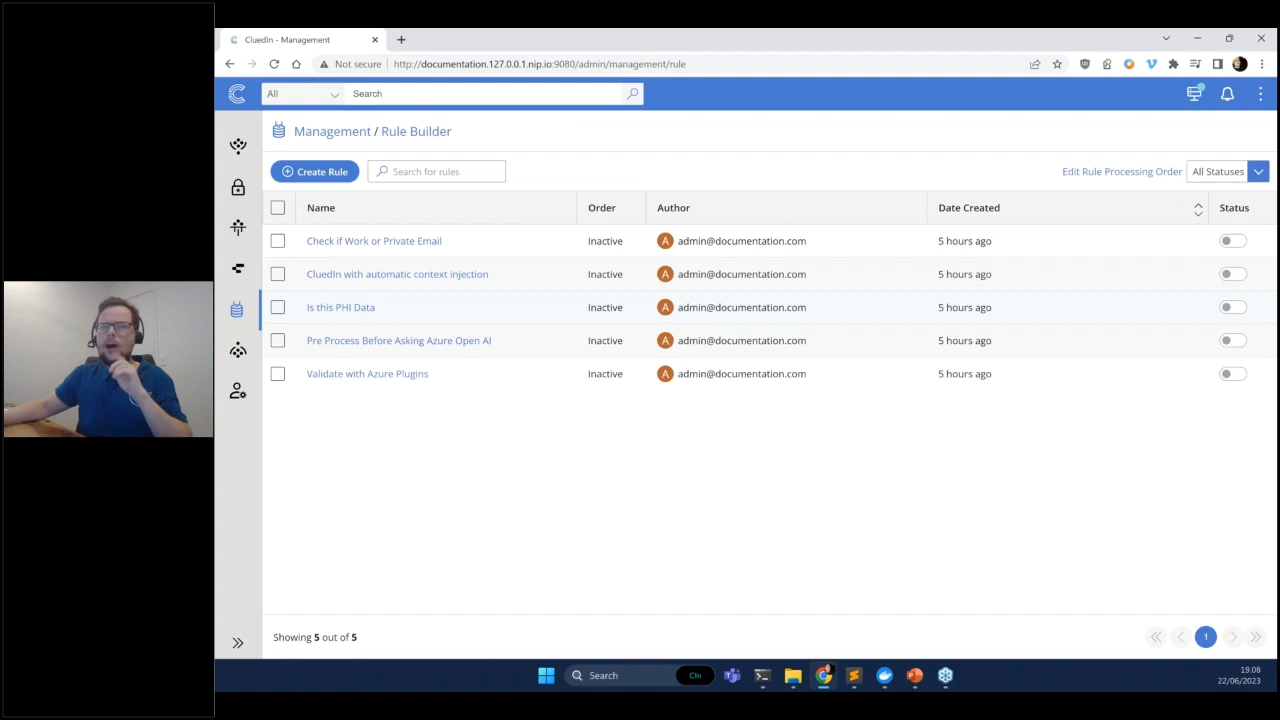 CluedIn - Management
Not secure
http://documentation.127.0.0.1.nip.io:9080/admin/management/rule
All
Search
Management / Rule Builder
Create Rule
Search for rules
Edit Rule Processing Order
All Statuses
Name Order Author Date Created Status
Check if Work or Private Email Inactive A admin@documentation.com 5 hours ago
CluedIn with automatic context injection Inactive A admin@documentation.com 5 hours ago
Is this PHI Data Inactive A admin@documentation.com 5 hours ago
Pre Process Before Asking Azure Open AI Inactive A admin@documentation.com 5 hours ago
Validate with Azure Plugins Inactive A admin@documentation.com 5 hours ago
Showing 5 out of 5
1
Search
Cln
19.08
22/06/2023